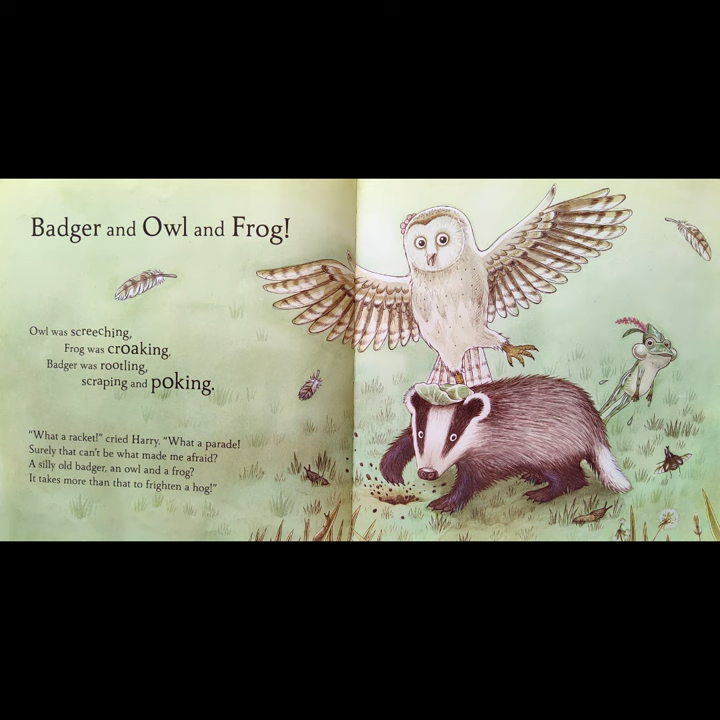 Badger and Owl and Frog!
Owl was screeching,
Frog was croaking,
Badger was rootling,
scraping and poking.
"What a racket!" cried Harry. "What a parade!
Surely that can't be what made me afraid?
A silly old badger, an owl and a frog?
It takes more than that to frighten a hog!"